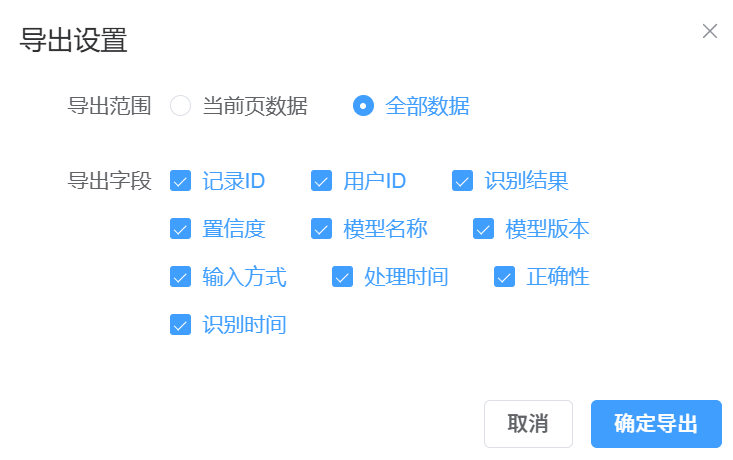 导出设置
导出范围 当前页数据 全部数据
导出字段 记录ID 用户ID 识别结果
置信度 模型名称 模型版本
输入方式 处理时间 正确性
识别时间
取消 确定导出